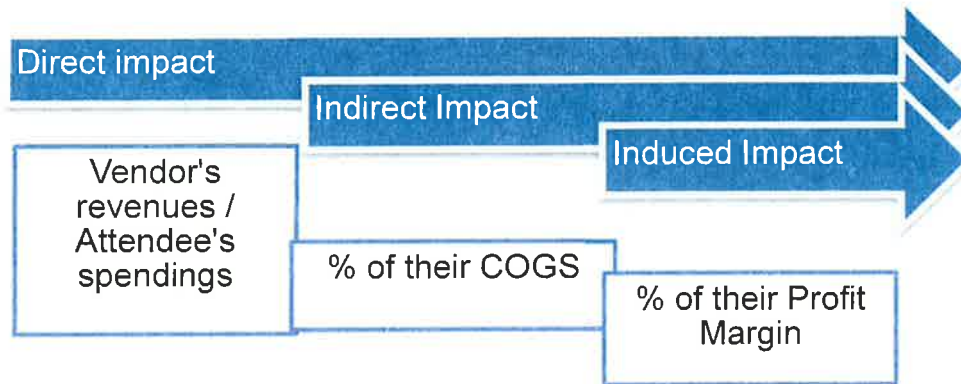 Direct impact
Indirect Impact
Induced Impact
Vendor's
revenues /
Attendee's
spendings
% of their COGS
% of their Profit
Margin